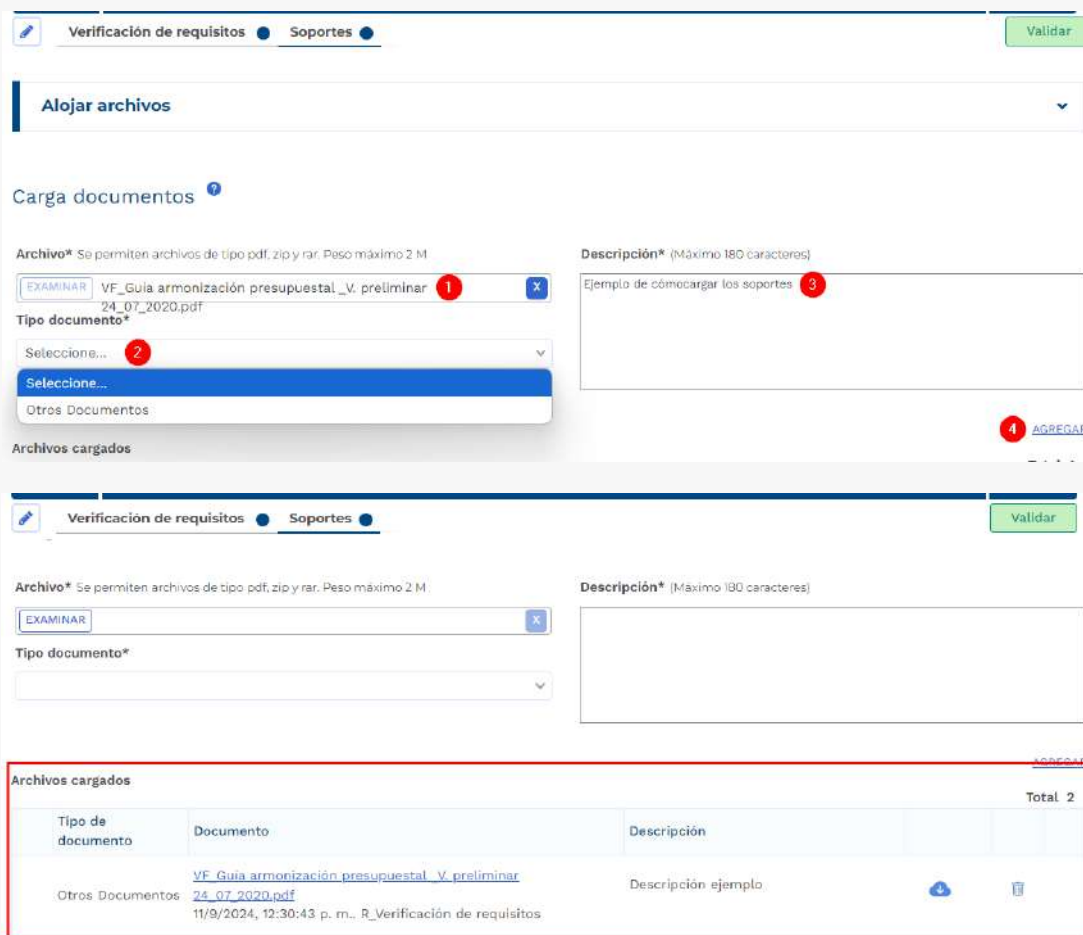 Verificación de requisitos Soportes Validar
Alojar archivos
Carga documentos ?
Archivo* Se permiten archivos de tipo pdf, zip y rar. Peso máximo 2 M Descripción* (Máximo 180 caracteres)
EXAMINAR VF_Guia armonización presupuestal _V. preliminar 1 X Ejemplo de cómocargar los soportes 3
24_07_2020.pdf
Tipo documento*
Seleccione... 2
Seleccione...
Otros Documentos
4 AGREGAR
Archivos cargados
Verificación de requisitos Soportes Validar
Archivo* Se permiten archivos de tipo pdf, zip y rar. Peso máximo 2 M Descripción* (Máximo 180 caracteres)
EXAMINAR X
Tipo documento*
AGREGAR
Archivos cargados
Total 2
Tipo de
documento Documento Descripción
VF_Guia armonización presupuestal _V. preliminar
Otros Documentos 24_07_2020.pdf Descripción ejemplo
11/9/2024, 12:30:43 p. m.. R_Verificación de requisitos